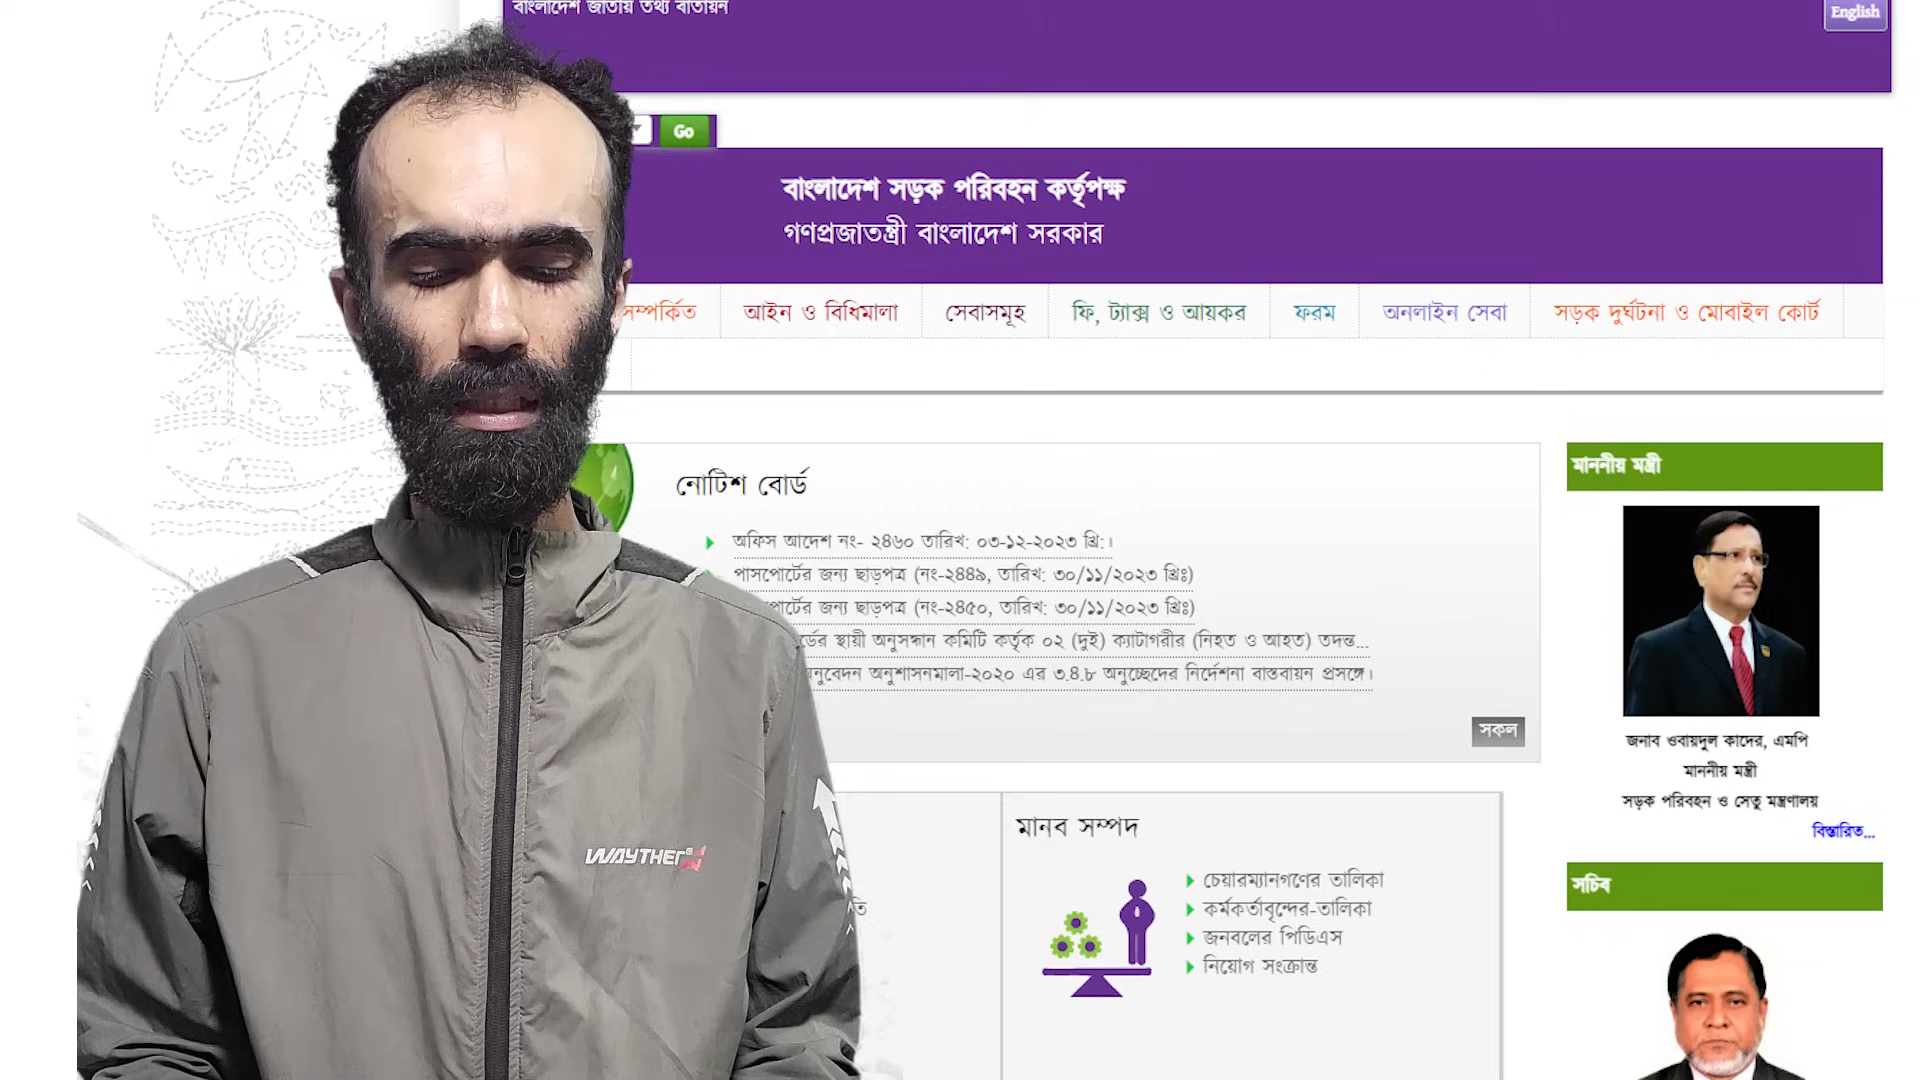 বাংলাদেশ জাতীয় তথ্য বাতায়ন
English
Go
বাংলাদেশ সড়ক পরিবহন কর্তৃপক্ষ
গণপ্রজাতন্ত্রী বাংলাদেশ সরকার
সম্পর্কিত
আইন ও বিধিমালা
সেবাসমূহ
ফি, ট্যাক্স ও আয়কর
ফরম
অনলাইন সেবা
সড়ক দুর্ঘটনা ও মোবাইল কোর্ট
নোটিশ বোর্ড
অফিস আদেশ নং- ২৪৬০ তারিখ: ০৩-১২-২০২৩ খ্রি:।
পাসপোর্টের জন্য ছাড়পত্র (নং-২৪৪৯, তারিখ: ৩০/১১/২০২৩ খ্রিঃ)
পোর্টের জন্য ছাড়পত্র (নং-২৪৫০, তারিখ: ৩০/১১/২০২৩ খ্রিঃ)
র্ডের স্থায়ী অনুসন্ধান কমিটি কর্তৃক ০২ (দুই) ক্যাটাগরীর (নিহত ও আহত) তদন্ত...
নুবেদন অনুশাসনমালা-২০২০ এর ৩.৪.৮ অনুচ্ছেদের নির্দেশনা বাস্তবায়ন প্রসঙ্গে।
সকল
মাননীয় মন্ত্রী
জনাব ওবায়দুল কাদের, এমপি
মাননীয় মন্ত্রী
সড়ক পরিবহন ও সেতু মন্ত্রণালয়
বিস্তারিত...
সচিব
মানব সম্পদ
চেয়ারম্যানগণের তালিকা
কর্মকর্তাবৃন্দের-তালিকা
জনবলের পিডিএস
নিয়োগ সংক্রান্ত
তি
WAYTHER®